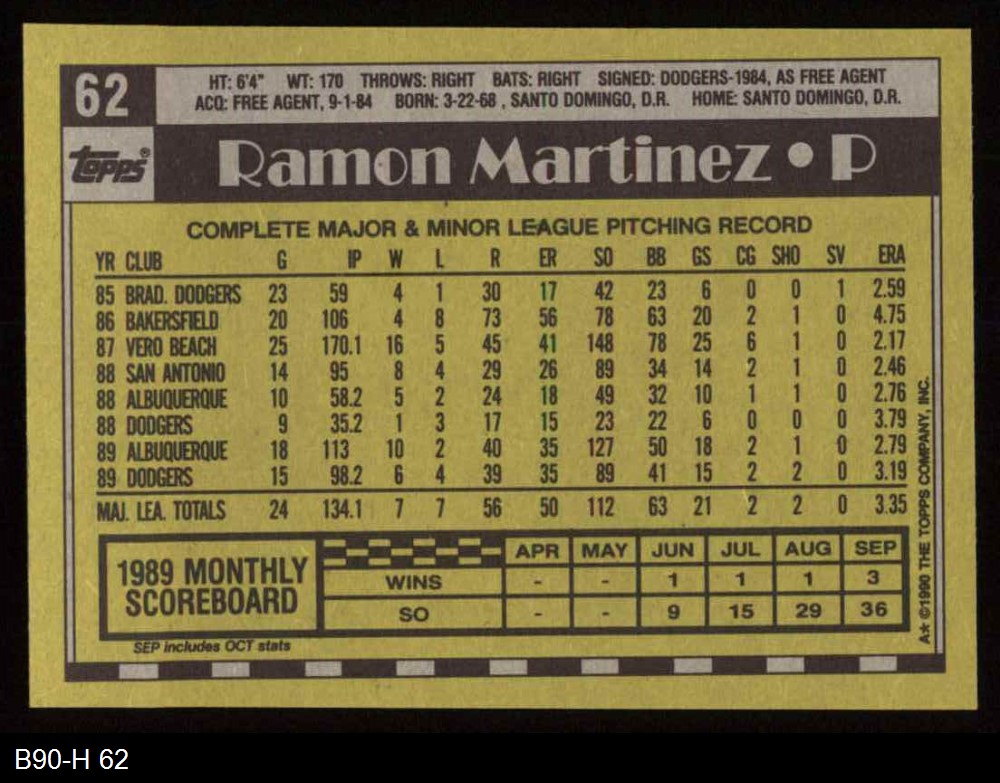 62
HT: 6'4" WT: 170 THROWS: RIGHT BATS: RIGHT SIGNED: DODGERS-1984, AS FREE AGENT
ACQ: FREE AGENT, 9-1-84 BORN: 3-22-68 , SANTO DOMINGO, D.R. HOME: SANTO DOMINGO, D.R.
topps®
Ramon Martinez • P
COMPLETE MAJOR & MINOR LEAGUE PITCHING RECORD
YR CLUB G IP W L R ER SO BB GS CG SHO SV ERA
85 BRAD. DODGERS 23 59 4 1 30 17 42 23 6 0 0 1 2.59
86 BAKERSFIELD 20 106 4 8 73 56 78 63 20 2 1 0 4.75
87 VERO BEACH 25 170.1 16 5 45 41 148 78 25 6 1 0 2.17
88 SAN ANTONIO 14 95 8 4 29 26 89 34 14 2 1 0 2.46
88 ALBUQUERQUE 10 58.2 5 2 24 18 49 32 10 1 1 0 2.76
88 DODGERS 9 35.2 1 3 17 15 23 22 6 0 0 0 3.79
89 ALBUQUERQUE 18 113 10 2 40 35 127 50 18 2 1 0 2.79
89 DODGERS 15 98.2 6 4 39 35 89 41 15 2 2 0 3.19
MAJ. LEA. TOTALS 24 134.1 7 7 56 50 112 63 21 2 2 0 3.35
1989 MONTHLY
SCOREBOARD
APR MAY JUN JUL AUG SEP
WINS - - 1 1 1 3
SO - - 9 15 29 36
SEP includes OCT stats
A* ©1990 THE TOPPS COMPANY, INC.
B90-H 62